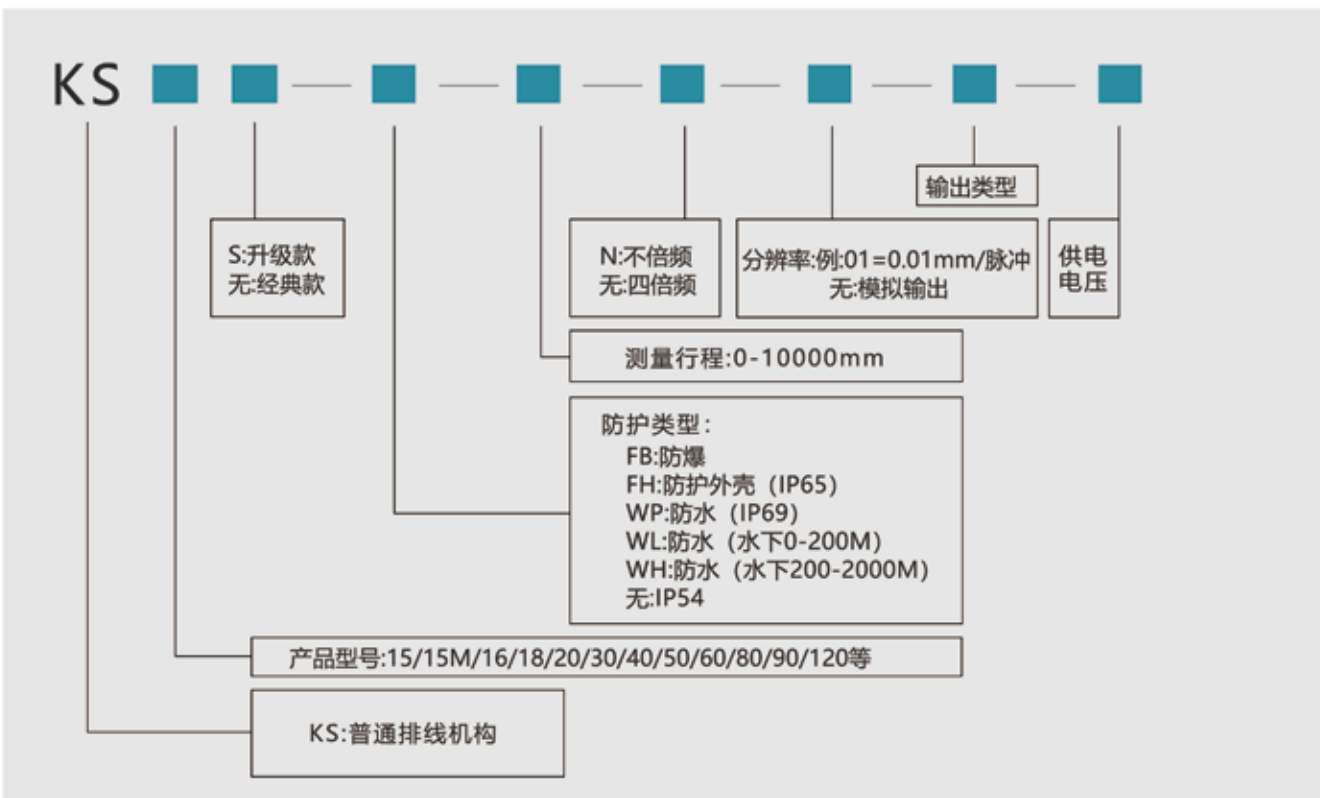 KS
输出类型
S:升级款
无:经典款
N:不倍频
无:四倍频
分辨率:例:01=0.01mm/脉冲
无:模拟输出
供电
电压
测量行程:0-10000mm
防护类型:
FB:防爆
FH:防护外壳(IP65)
WP:防水(IP69)
WL:防水(水下0-200M)
WH:防水(水下200-2000M)
无:IP54
产品型号:15/15M/16/18/20/30/40/50/60/80/90/120等
KS:普通排线机构